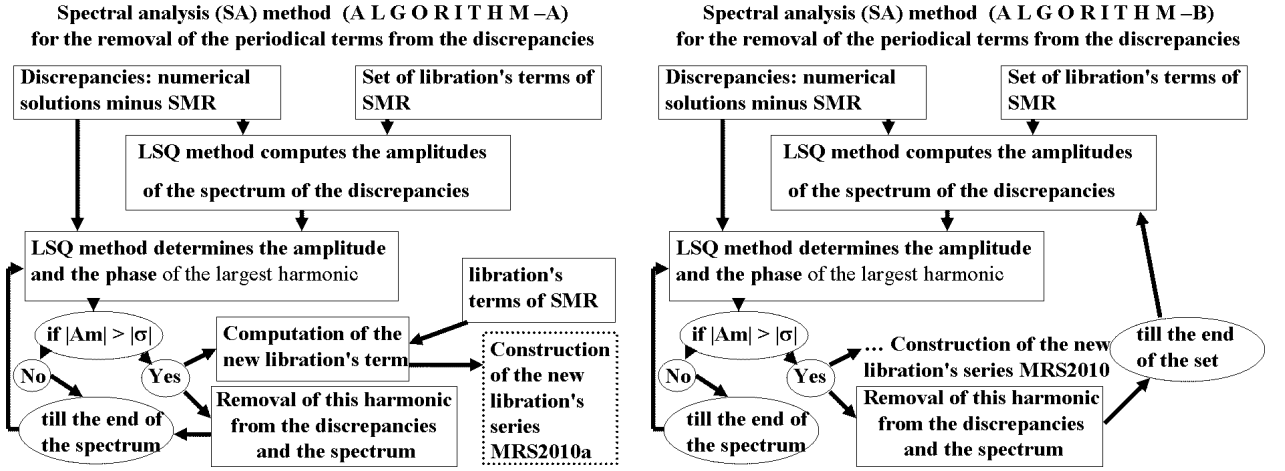 Spectral analysis (SA) method (A L G O R I T H M –A)
for the removal of the periodical terms from the discrepancies
Discrepancies: numerical
solutions minus SMR
Set of libration's terms of
SMR
LSQ method computes the amplitudes
of the spectrum of the discrepancies
LSQ method determines the amplitude
and the phase of the largest harmonic
libration's
terms of SMR
if |Am| > |σ|
Computation of the
new libration's term
No
Yes
Construction
of the new
libration's
series
MRS2010a
till the end of
the spectrum
Removal of this harmonic
from the discrepancies
and the spectrum
Spectral analysis (SA) method (A L G O R I T H M –B)
for the removal of the periodical terms from the discrepancies
Discrepancies: numerical
solutions minus SMR
Set of libration's terms of
SMR
LSQ method computes the amplitudes
of the spectrum of the discrepancies
LSQ method determines the amplitude
and the phase of the largest harmonic
if |Am| > |σ|
till the end
of the set
… Construction of the new
libration's series MRS2010
No
Yes
till the end of
the spectrum
Removal of this harmonic
from the discrepancies
and the spectrum